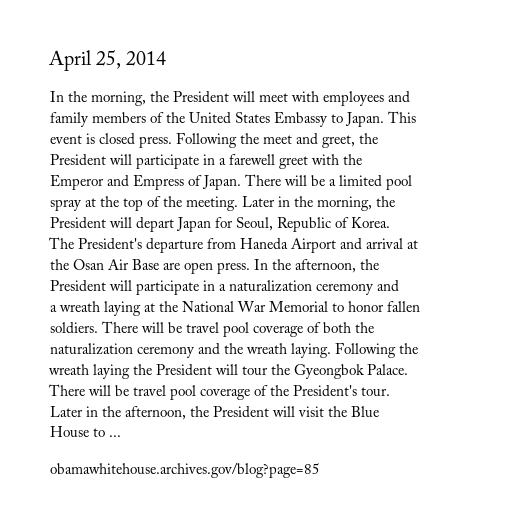 April 25, 2014
In the morning, the President will meet with employees and
family members of the United States Embassy to Japan. This
event is closed press. Following the meet and greet, the
President will participate in a farewell greet with the
Emperor and Empress of Japan. There will be a limited pool
spray at the top of the meeting. Later in the morning, the
President will depart Japan for Seoul, Republic of Korea.
The President's departure from Haneda Airport and arrival at
the Osan Air Base are open press. In the afternoon, the
President will participate in a naturalization ceremony and
a wreath laying at the National War Memorial to honor fallen
soldiers. There will be travel pool coverage of both the
naturalization ceremony and the wreath laying. Following the
wreath laying the President will tour the Gyeongbok Palace.
There will be travel pool coverage of the President's tour.
Later in the afternoon, the President will visit the Blue
House to ...
obamawhitehouse.archives.gov/blog?page=85